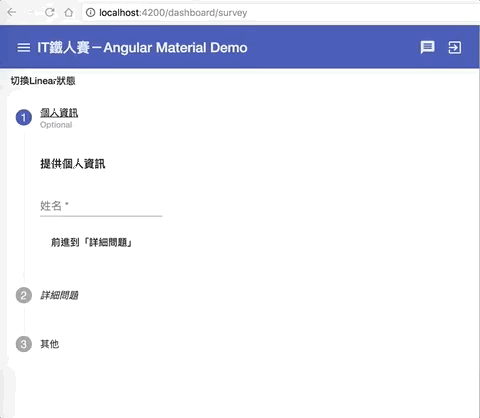 localhost:4200/dashboard/survey
IT鐵人賽－Angular Material Demo
切換Linear狀態
1 個人資訊
Optional
提供個人資訊
姓名 *
前進到「詳細問題」
2 詳細問題
3 其他